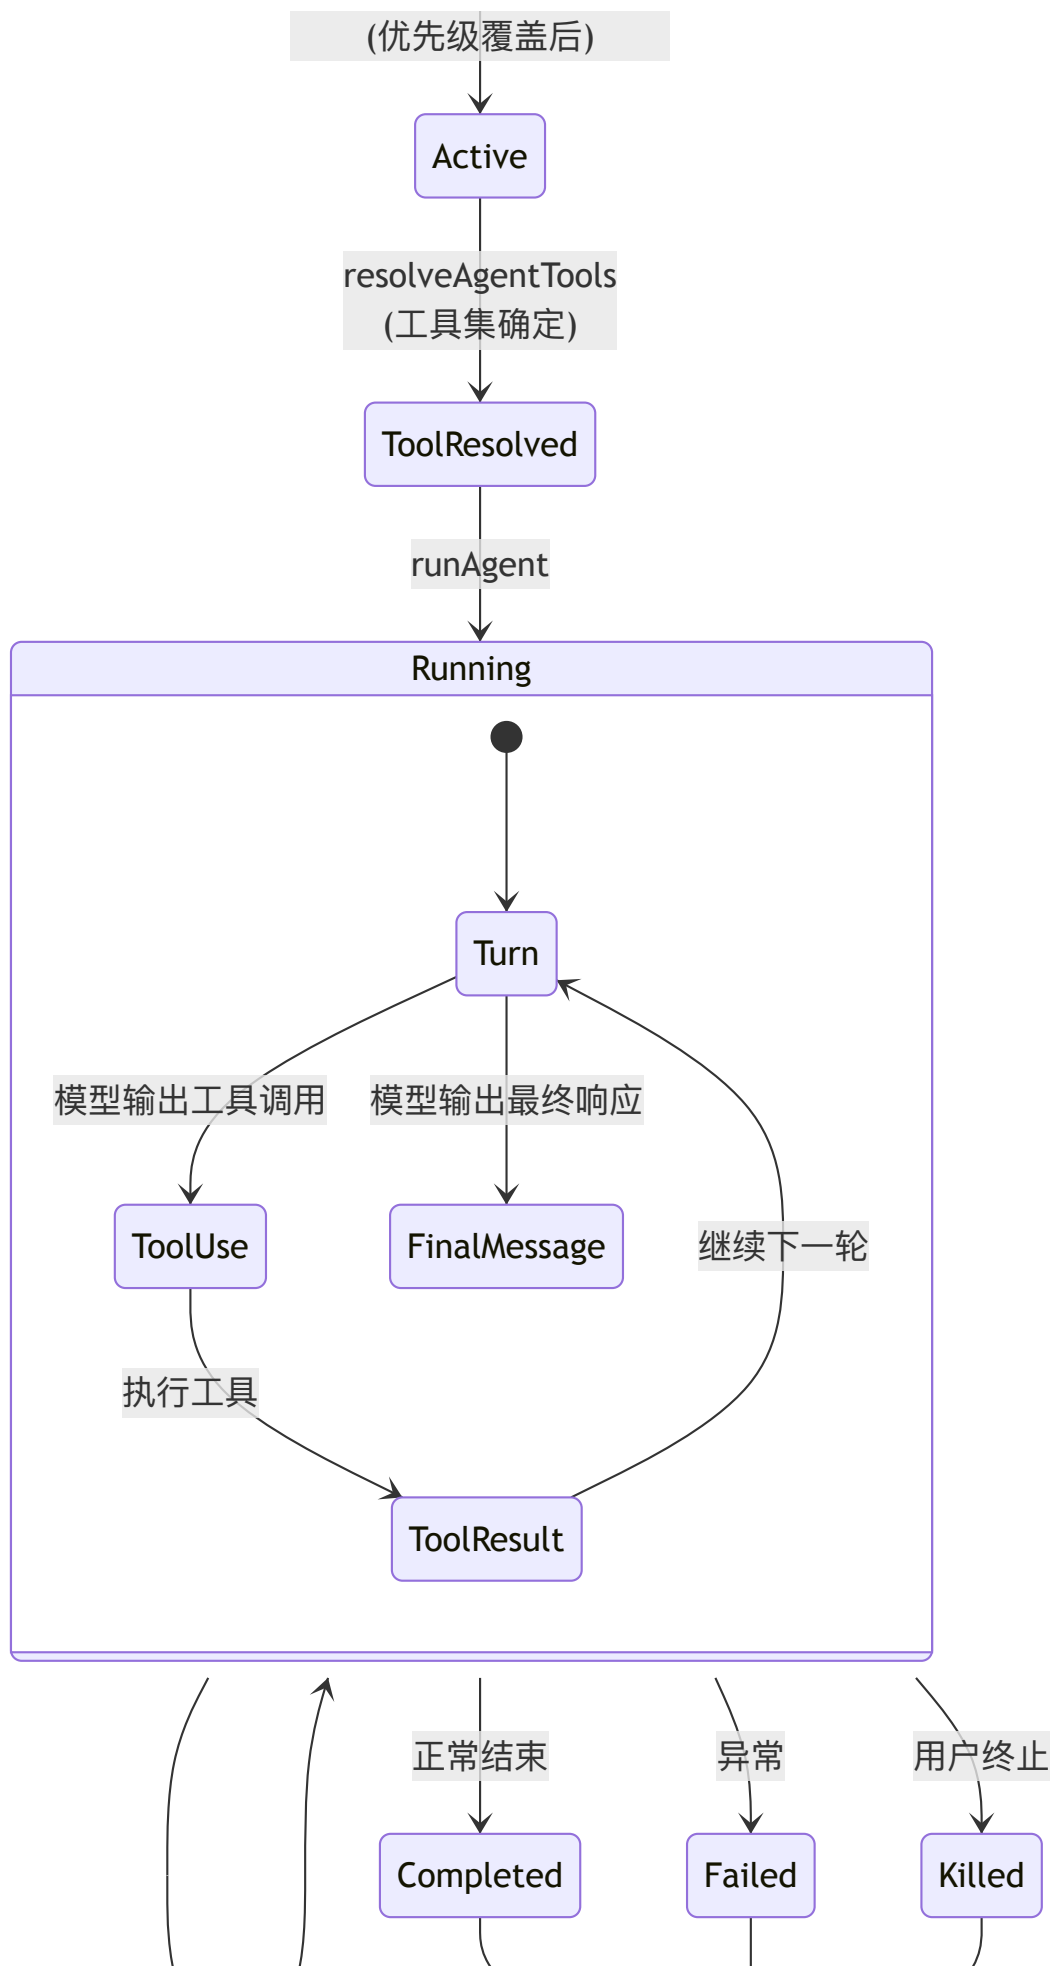 (优先级覆盖后)
Active
resolveAgentTools
(工具集确定)
ToolResolved
runAgent
Running
Turn
模型输出工具调用
模型输出最终响应
ToolUse
FinalMessage
继续下一轮
执行工具
ToolResult
正常结束
异常
用户终止
Completed
Failed
Killed